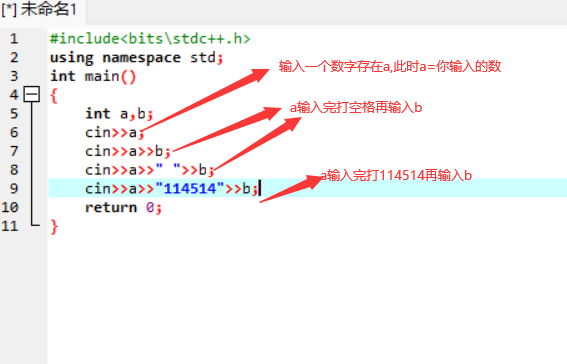 [*] 未命名1
1 #include<bits\stdc++.h>
2 using namespace std;
3 int main()
4 {
5 int a,b;
6 cin>>a;
7 cin>>a>>b;
8 cin>>a>>" ">>b;
9 cin>>a>>"114514">>b;
10 return 0;
11 }
输入一个数字存在a,此时a=你输入的数
a输入完打空格再输入b
a输入完打114514再输入b